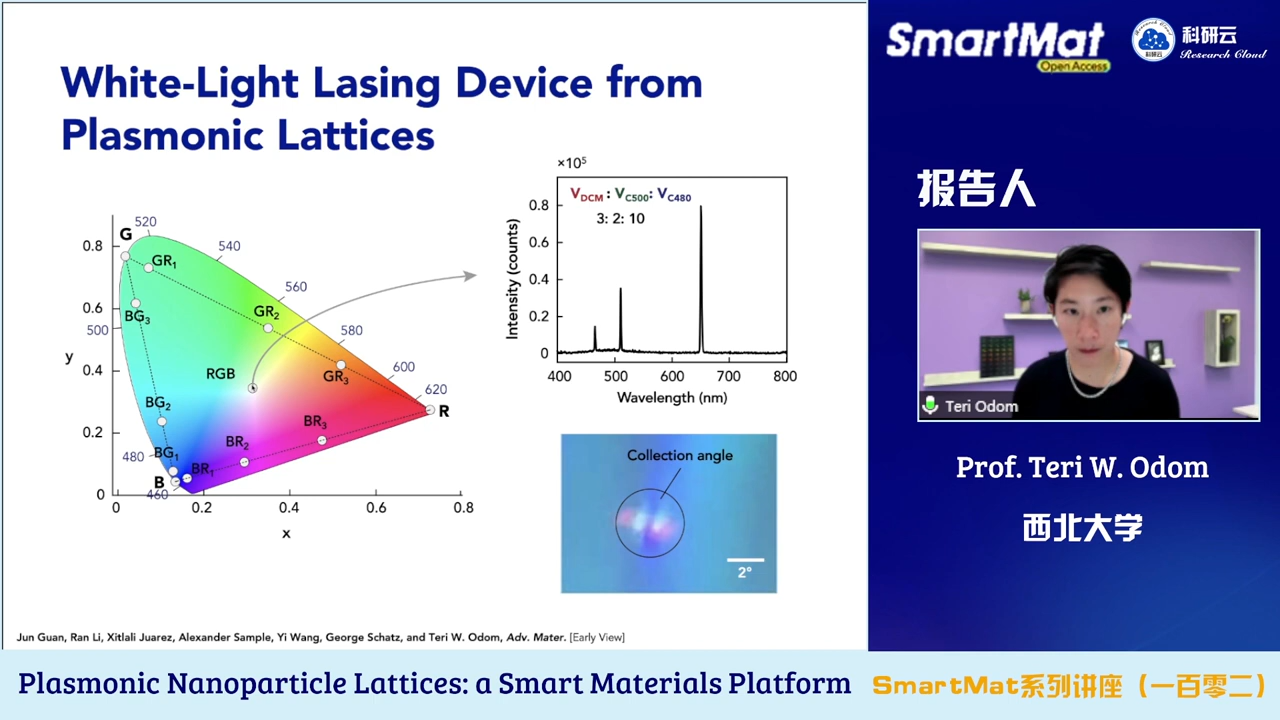 White-Light Lasing Device from
Plasmonic Lattices
G
520
540
560
580
600
620
500
480
460
0.8
0.6
0.4
0.2
0
y
GR₁
BG₃
GR₂
GR₃
RGB
BG₂
BG₁
BR₁
BR₂
BR₃
B
R
0
0.2
0.4
0.6
0.8
x
×10⁵
V_DCM : V_C500 : V_C480
3: 2: 10
Intensity (counts)
0.8
0.6
0.4
0.2
0
400 500 600 700 800
Wavelength (nm)
Collection angle
2°
Jun Guan, Ran Li, Xitlali Juarez, Alexander Sample, Yi Wang, George Schatz, and Teri W. Odom, Adv. Mater. [Early View]
SmartMat
Open Access
Research Cloud
科研云
科研云
Research Cloud
报告人
Teri Odom
Prof. Teri W. Odom
西北大学
Plasmonic Nanoparticle Lattices: a Smart Materials Platform
SmartMat系列讲座（一百零二）